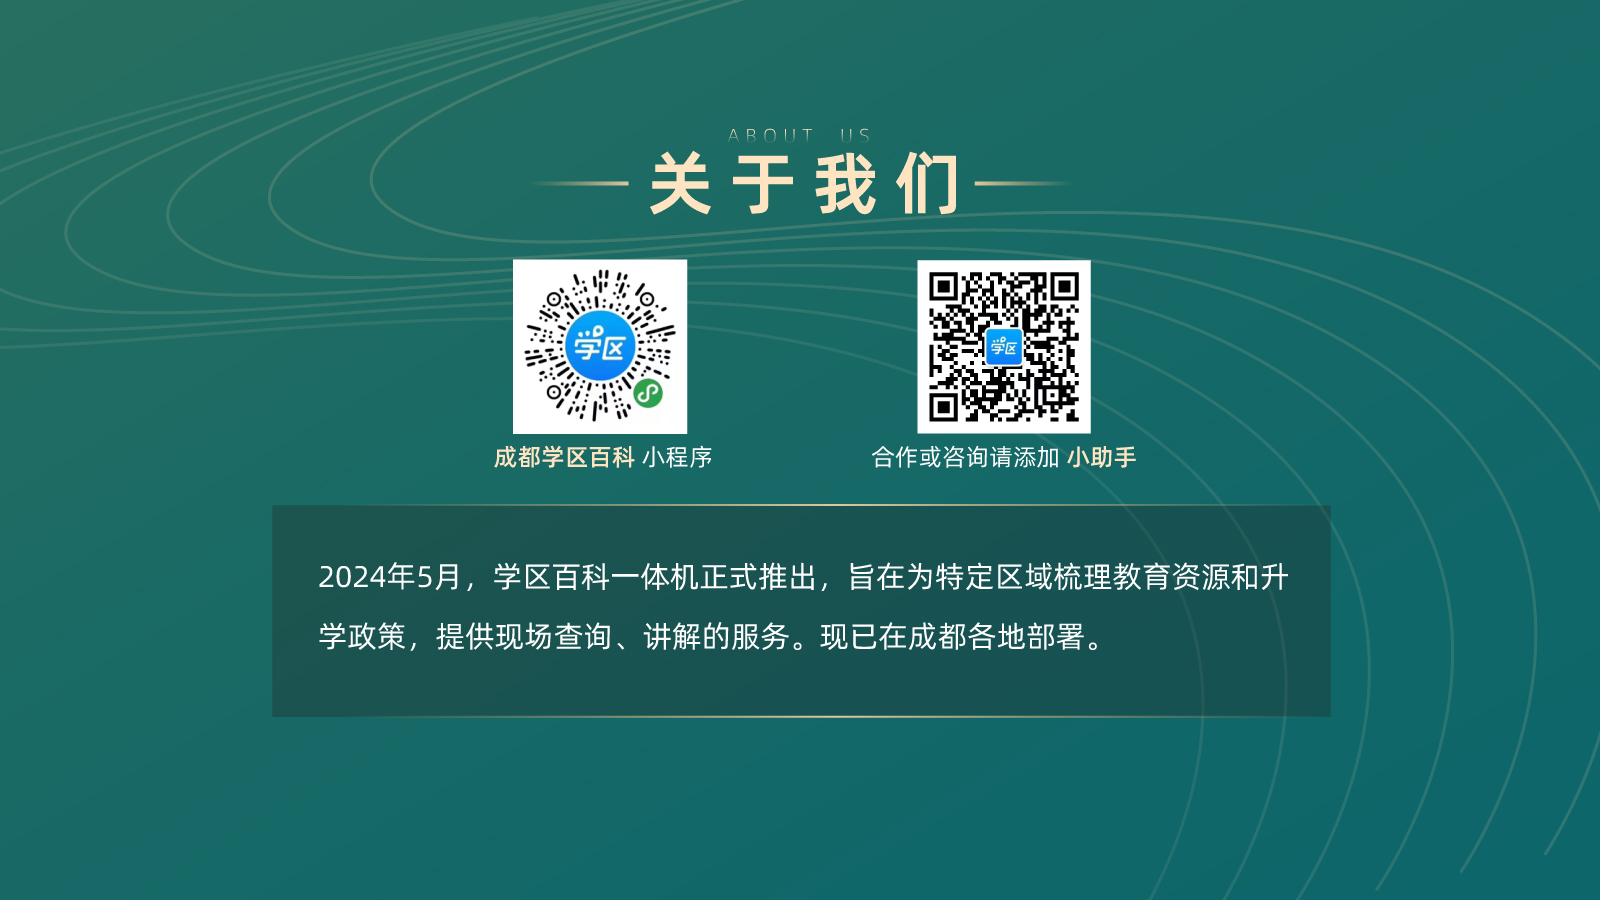 ABOUT US
关于我们
学区
学区
成都学区百科 小程序
合作或咨询请添加 小助手
2024年5月，学区百科一体机正式推出，旨在为特定区域梳理教育资源和升
学政策，提供现场查询、讲解的服务。现已在成都各地部署。